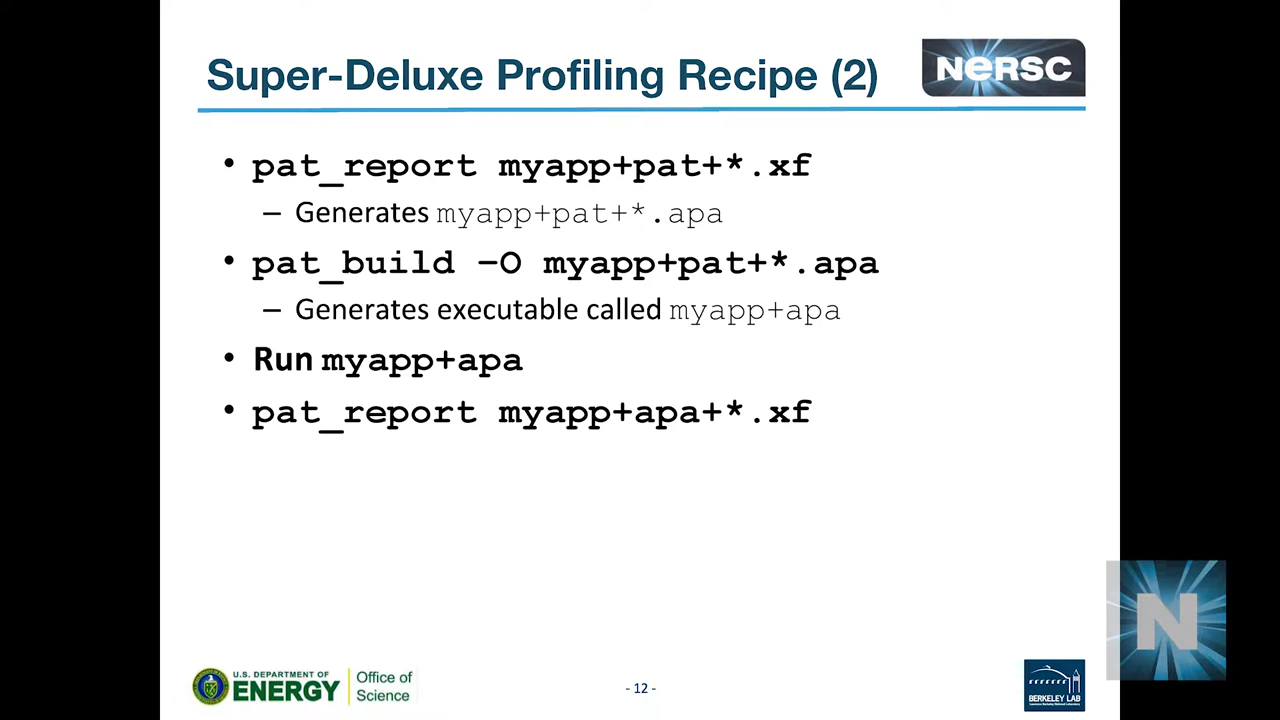 Super-Deluxe Profiling Recipe (2)
NERSC
• pat_report myapp+pat+*.xf
– Generates myapp+pat+*.apa
• pat_build –O myapp+pat+*.apa
– Generates executable called myapp+apa
• Run myapp+apa
• pat_report myapp+apa+*.xf
N
U.S. DEPARTMENT OF
ENERGY
Office of
Science
- 12 -
BERKELEY LAB